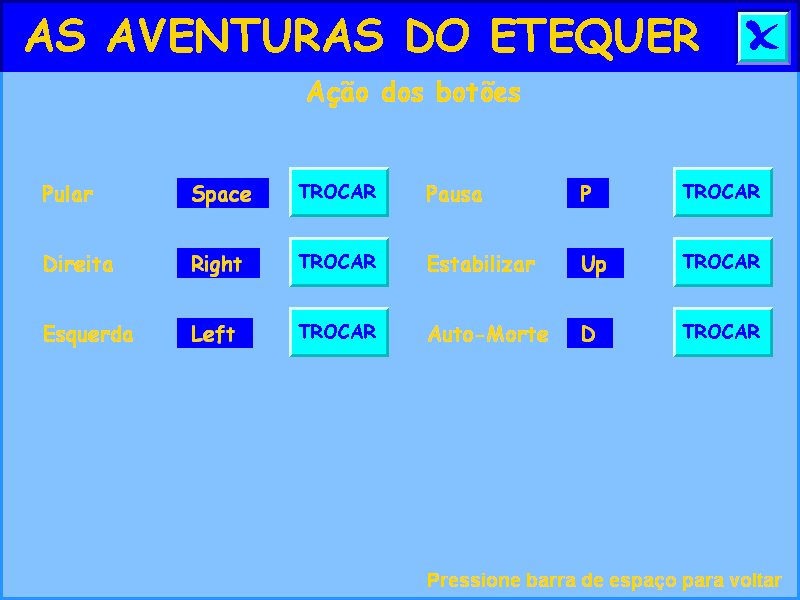 AS AVENTURAS DO ETEQUER
Ação dos botões
Pular Space TROCAR Pausa P TROCAR
Direita Right TROCAR Estabilizar Up TROCAR
Esquerda Left TROCAR Auto-Morte D TROCAR
Pressione barra de espaço para voltar